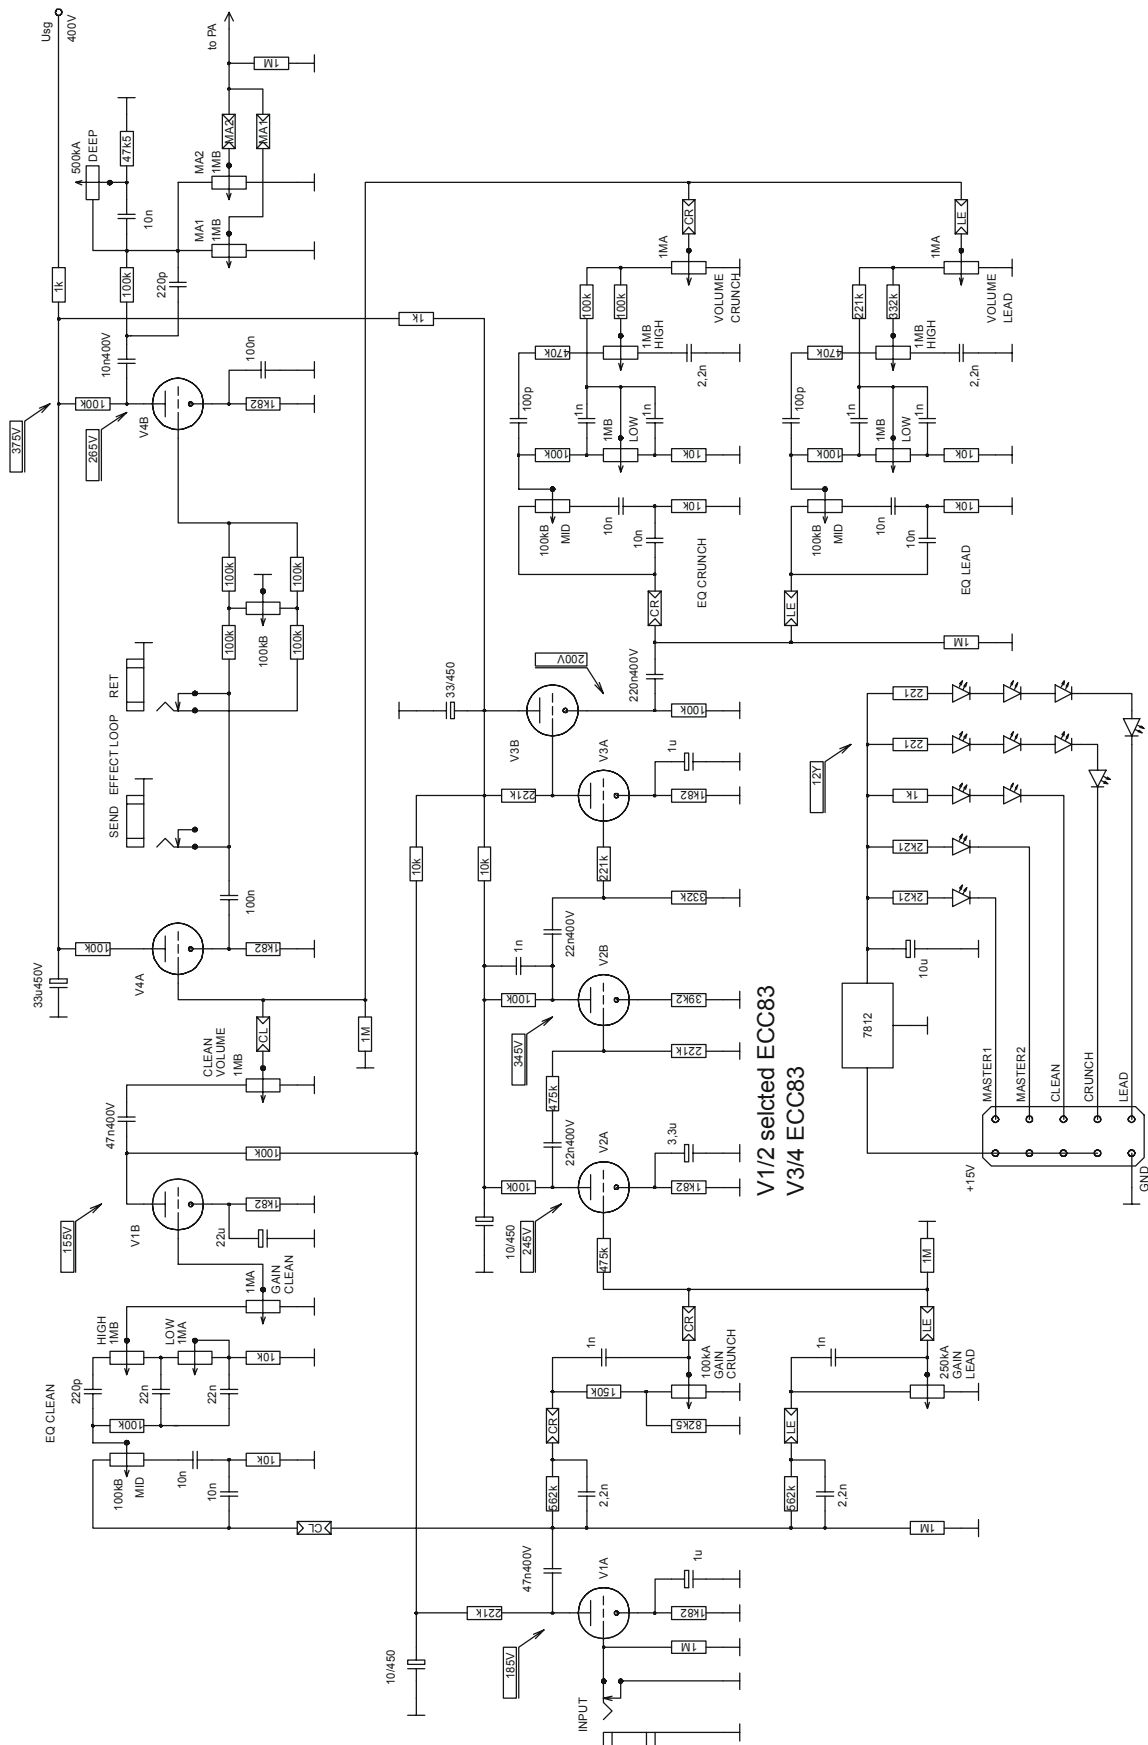 Usg
400V
to PA
1M
500kA
DEEP
47k5
MA2
MA1
10n
MA2
1MB
MA1
1MB
1k
100k
220p
10n400V
1k
100n
100k
1k82
V4B
375V
265V
100k
100k
100k
100k
100kB
RET
EFFECT LOOP
SEND
100n
100k
1k82
V4A
33u450V
CLEAN
VOLUME
1MB
CL
1M
47n400V
100k
155V
V1B
22u
1k82
1MA
GAIN
CLEAN
HIGH
1MB
LOW
1MA
220p
22n
22n
10k
EQ CLEAN
100k
100kB
MID
10n
10n
10k
CL
CR
LE
1MA
1MA
VOLUME
CRUNCH
VOLUME
LEAD
100k
100k
221k
332k
1MB
HIGH
1MB
HIGH
470k
2,2n
470k
2,2n
100p
1n
1n
1MB
LOW
100k
10k
100p
1n
1n
1MB
LOW
100k
10k
100kB
MID
10n
10n
10k
EQ CRUNCH
100kB
MID
10n
10n
10k
EQ LEAD
CR
LE
1M
33/450
200V
220n400V
V3B
100k
V3A
1u
221k
1k82
10k
10k
221k
332k
22n400V
1n
V2B
100k
39k2
345V
221k
475k
22n400V
V2A
3,3u
100k
1k82
10/450
245V
475k
V1/2 selcted ECC83
V3/4 ECC83
1M
CR
LE
1n
100kA
GAIN
CRUNCH
150k
82k5
1n
250kA
GAIN
LEAD
CR
LE
562k
2,2n
562k
2,2n
1M
47n400V
V1A
1u
221k
1k82
185V
1M
10/450
INPUT
12Y
221
221
1k
2k21
2k21
10u
7812
MASTER1
MASTER2
CLEAN
CRUNCH
LEAD
+15V
GND